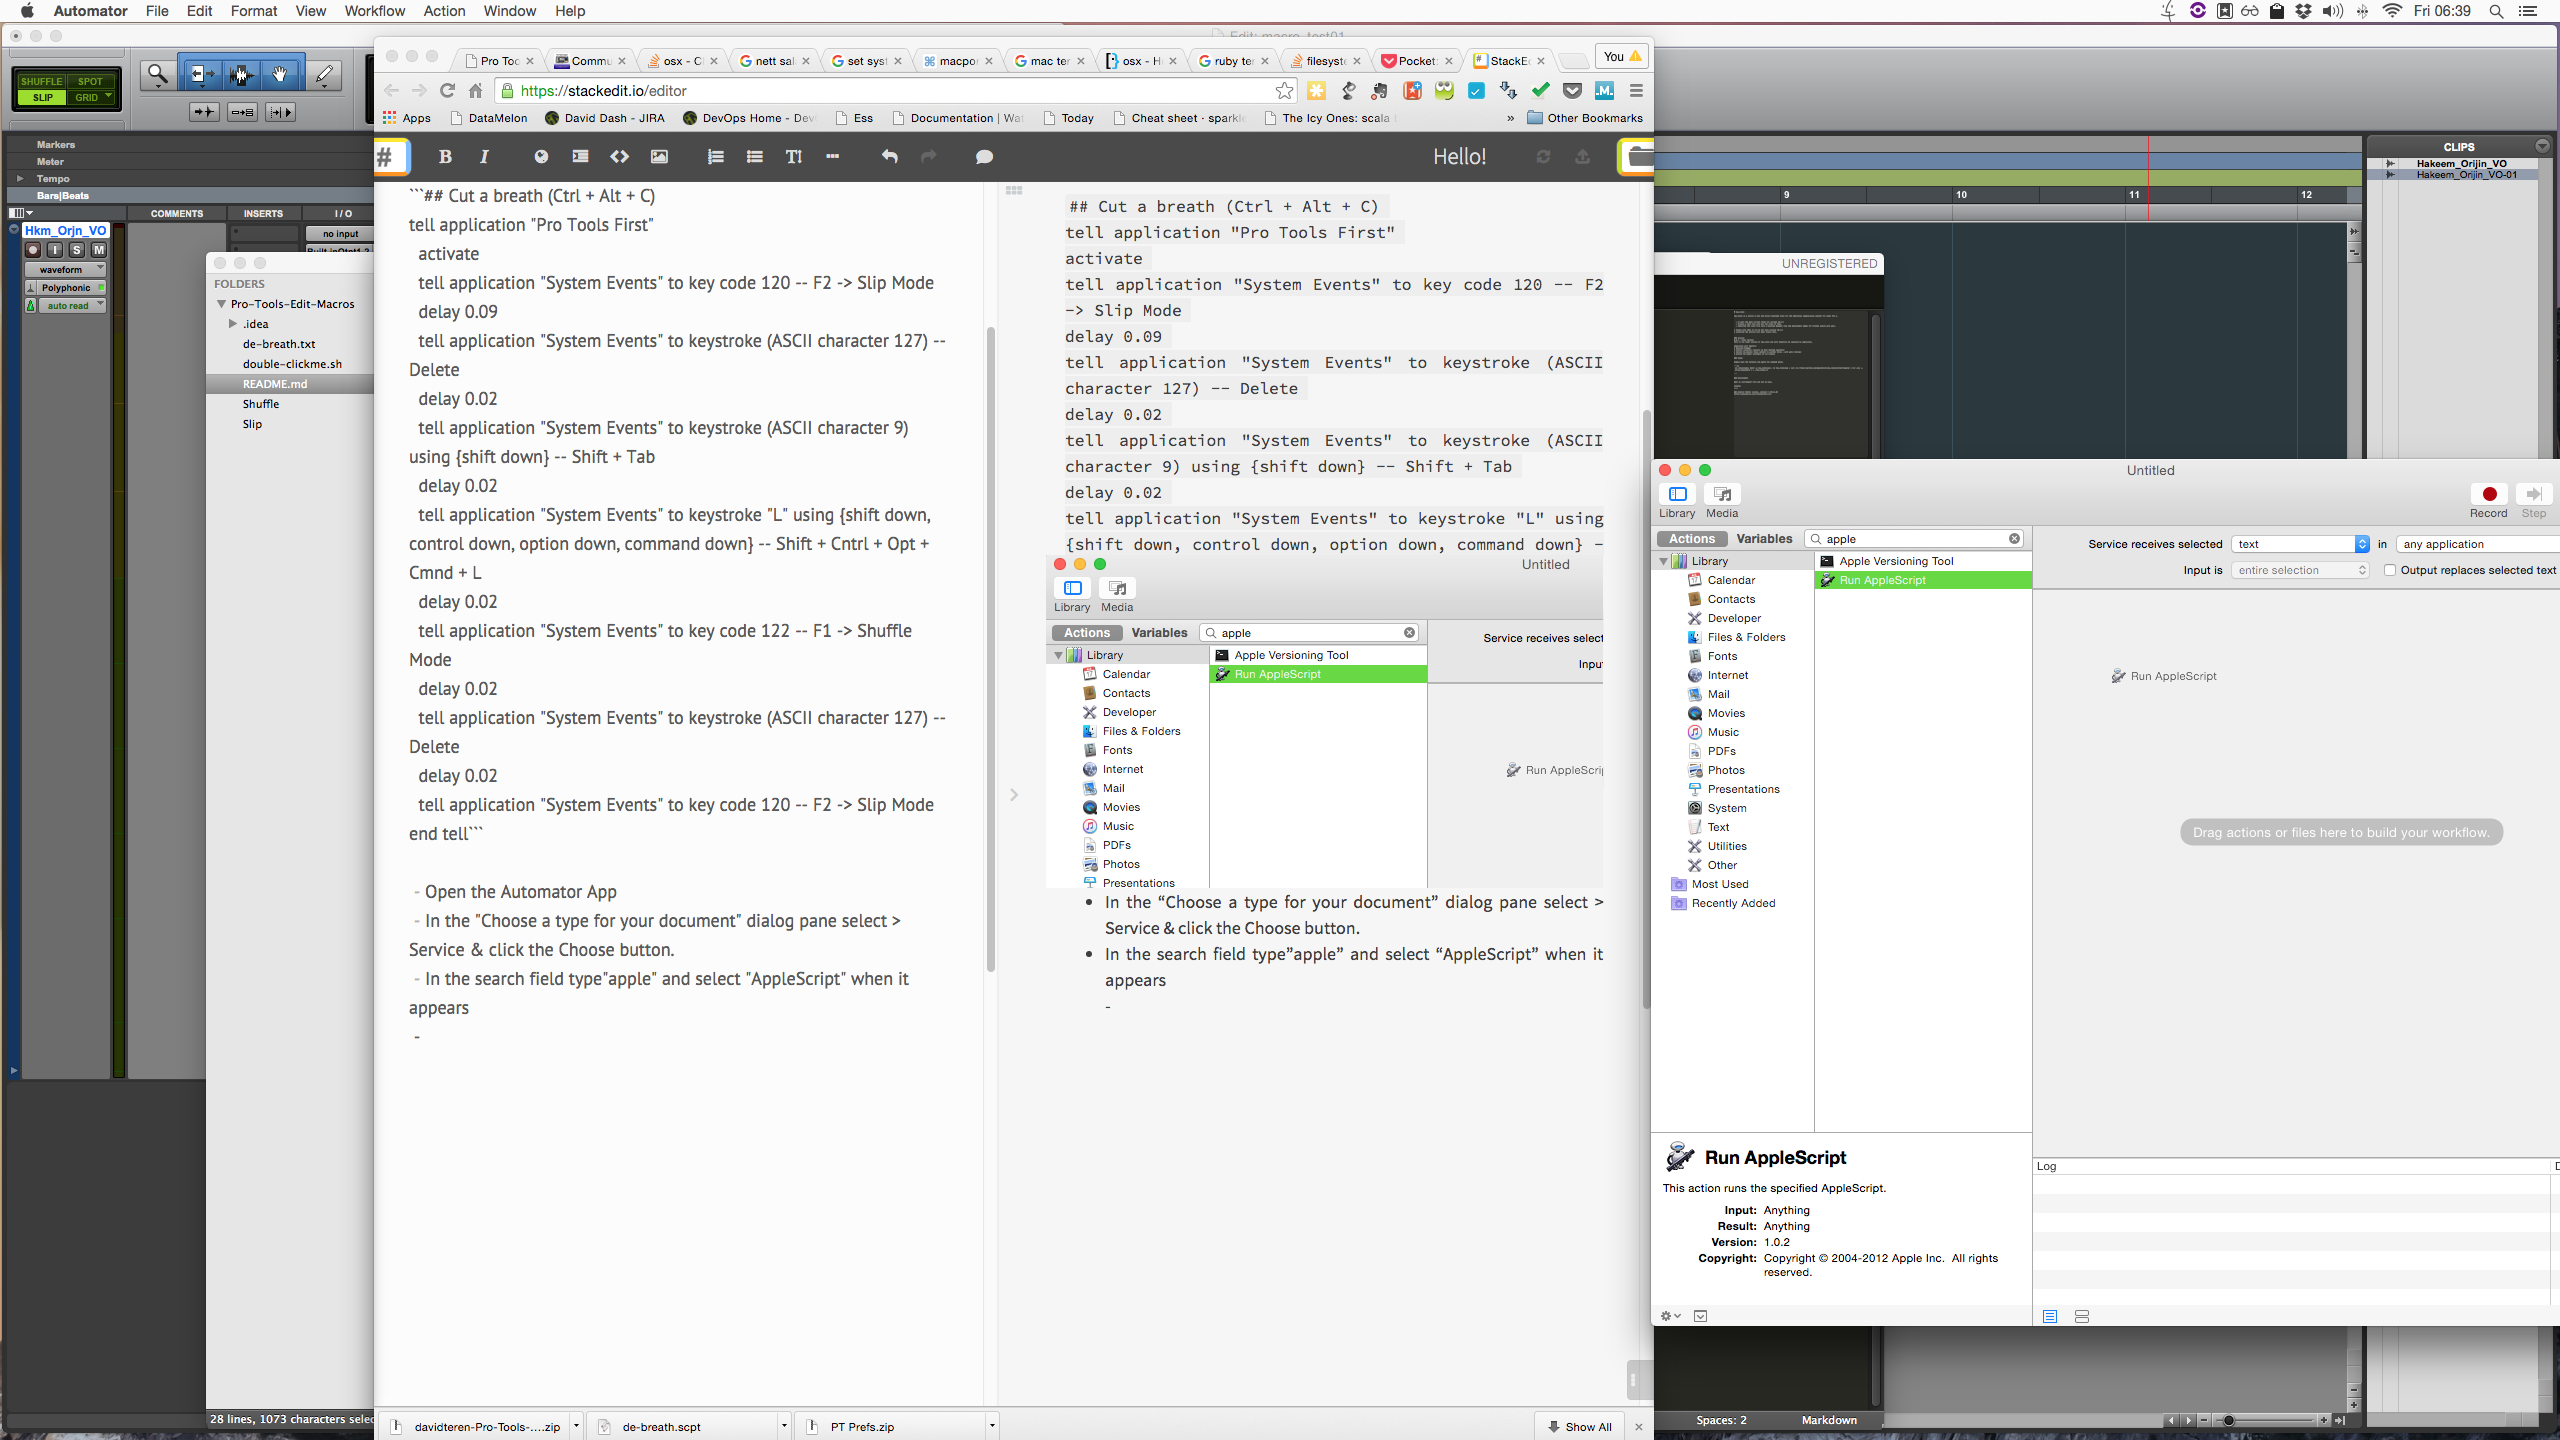 Automator File Edit Format View Workflow Action Window Help
Fri 06:39
SHUFFLE SPOT
SLIP GRID
Markers
Meter
Tempo
Bars|Beats
COMMENTS INSERTS I / O
Hkm_Orjn_VO
no input
I S M
waveform
Polyphonic
auto read
FOLDERS
Pro-Tools-Edit-Macros
.idea
de-breath.txt
double-clickme.sh
README.md
Shuffle
Slip
28 lines, 1073 characters selec
Pro Too
Commu
osx - C
nett sal
set syst
macpor
mac ter
osx - H
ruby ter
filesyste
Pocket:
StackEd
You
https://stackedit.io/editor
Apps DataMelon David Dash - JIRA DevOps Home - Dev Ess Documentation | Wat Today Cheat sheet · sparkle The Icy Ones: scala » Other Bookmarks
Hello!
```## Cut a breath (Ctrl + Alt + C)
tell application "Pro Tools First"
activate
tell application "System Events" to key code 120 -- F2 -> Slip Mode
delay 0.09
tell application "System Events" to keystroke (ASCII character 127) --
Delete
delay 0.02
tell application "System Events" to keystroke (ASCII character 9)
using {shift down} -- Shift + Tab
delay 0.02
tell application "System Events" to keystroke "L" using {shift down,
control down, option down, command down} -- Shift + Cntrl + Opt +
Cmnd + L
delay 0.02
tell application "System Events" to key code 122 -- F1 -> Shuffle
Mode
delay 0.02
tell application "System Events" to keystroke (ASCII character 127) --
Delete
delay 0.02
tell application "System Events" to key code 120 -- F2 -> Slip Mode
end tell```
- Open the Automator App
- In the "Choose a type for your document" dialog pane select >
Service & click the Choose button.
- In the search field type"apple" and select "AppleScript" when it
appears
-
## Cut a breath (Ctrl + Alt + C)
tell application "Pro Tools First"
activate
tell application "System Events" to key code 120 -- F2
-> Slip Mode
delay 0.09
tell application "System Events" to keystroke (ASCII
character 127) -- Delete
delay 0.02
tell application "System Events" to keystroke (ASCII
character 9) using {shift down} -- Shift + Tab
delay 0.02
tell application "System Events" to keystroke "L" using
{shift down, control down, option down, command down} -
Untitled
Library Media
Actions Variables apple
Service receives select
Input
Library
Calendar
Contacts
Developer
Files & Folders
Fonts
Internet
Mail
Movies
Music
PDFs
Photos
Presentations
Apple Versioning Tool
Run AppleScript
Run AppleScrip
• In the “Choose a type for your document” dialog pane select >
Service & click the Choose button.
• In the search field type”apple” and select “AppleScript” when it
appears
-
davidteren-Pro-Tools-....zip
de-breath.scpt
PT Prefs.zip
Show All
9 10 11 12
CLIPS
Hakeem_Orijin_VO
Hakeem_Orijin_VO-01
UNREGISTERED
Untitled
Library Media
Record Step
Actions Variables apple
Service receives selected text in any application
Input is entire selection Output replaces selected text
Library
Calendar
Contacts
Developer
Files & Folders
Fonts
Internet
Mail
Movies
Music
PDFs
Photos
Presentations
System
Text
Utilities
Other
Most Used
Recently Added
Apple Versioning Tool
Run AppleScript
Run AppleScript
Drag actions or files here to build your workflow.
Run AppleScript
This action runs the specified AppleScript.
Input: Anything
Result: Anything
Version: 1.0.2
Copyright: Copyright © 2004-2012 Apple Inc. All rights
reserved.
Log
Spaces: 2 Markdown